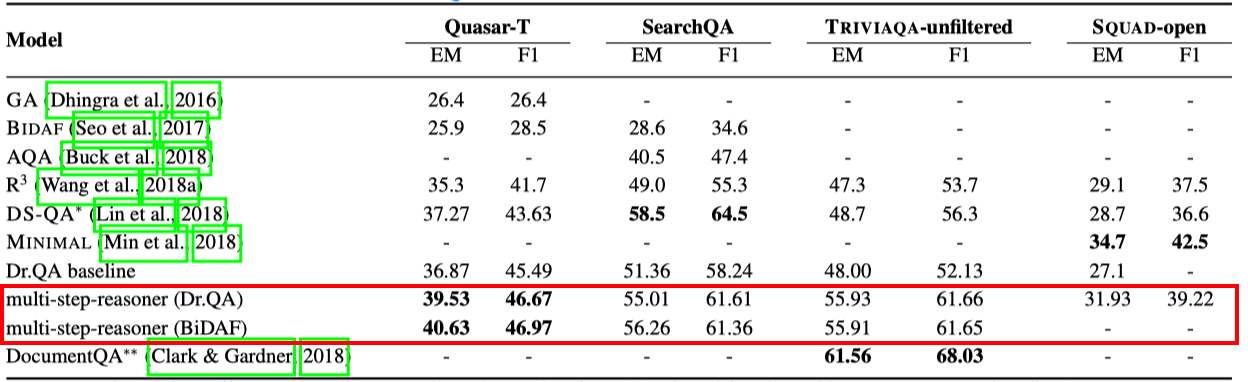 Model Quasar-T SearchQA TRIVIAQA-unfiltered SQUAD-open
EM F1 EM F1 EM F1 EM F1
GA (Dhingra et al., 2016) 26.4 26.4 - - - - - -
BIDAF (Seo et al., 2017) 25.9 28.5 28.6 34.6 - - - -
AQA (Buck et al., 2018) - - 40.5 47.4 - - - -
R³ (Wang et al., 2018a) 35.3 41.7 49.0 55.3 47.3 53.7 29.1 37.5
DS-QA* (Lin et al., 2018) 37.27 43.63 58.5 64.5 48.7 56.3 28.7 36.6
MINIMAL (Min et al., 2018) - - - - - - 34.7 42.5
Dr.QA baseline 36.87 45.49 51.36 58.24 48.00 52.13 27.1 -
multi-step-reasoner (Dr.QA) 39.53 46.67 55.01 61.61 55.93 61.66 31.93 39.22
multi-step-reasoner (BiDAF) 40.63 46.97 56.26 61.36 55.91 61.65 - -
DocumentQA** (Clark & Gardner, 2018) - - - - 61.56 68.03 - -